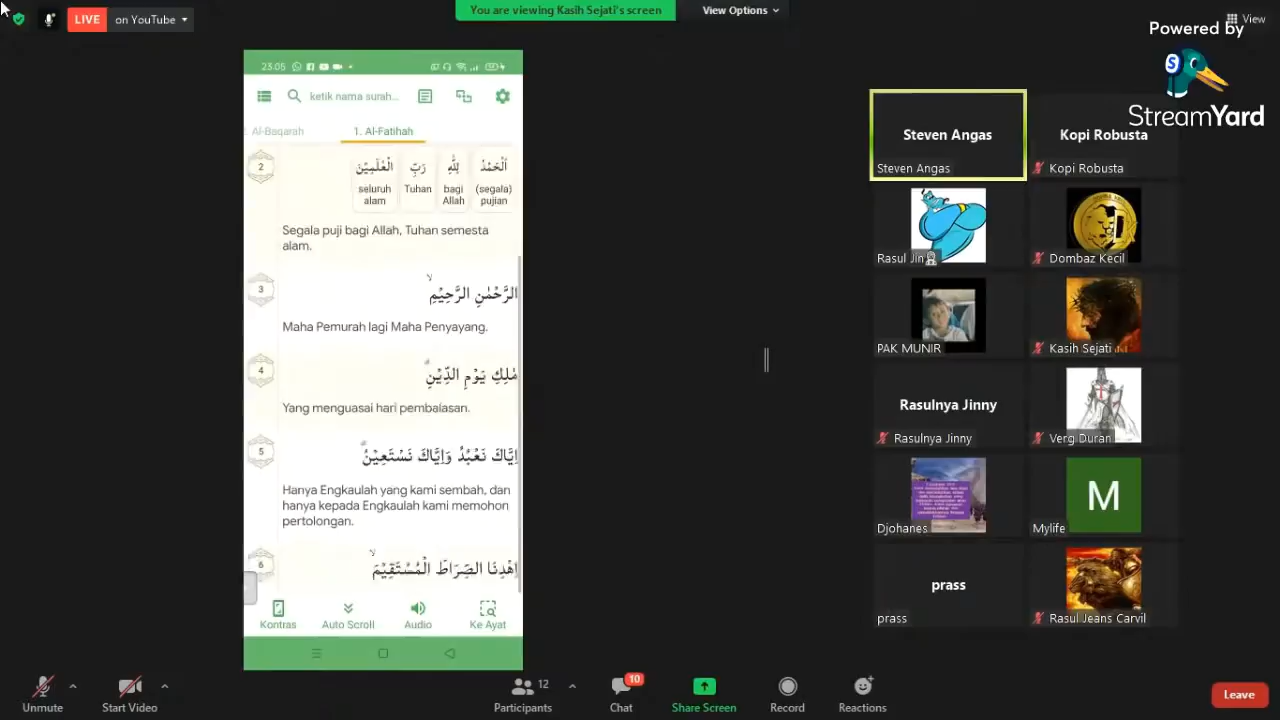 LIVE
on YouTube
You are viewing Kasih Sejati's screen
View Options
View
Powered by
StreamYard
23.05
ketik nama surah...
Al-Baqarah
1. Al-Fatihah
2
اَلْحَمْدُ لِلّٰهِ رَبِّ الْعٰلَمِيْنَ
(segala) pujian
bagi Allah
Tuhan
seluruh alam
Segala puji bagi Allah, Tuhan semesta
alam.
3
الرَّحْمٰنِ الرَّحِيْمِۙ
Maha Pemurah lagi Maha Penyayang.
4
مٰلِكِ يَوْمِ الدِّيْنِۗ
Yang menguasai hari pembalasan.
5
اِيَّاكَ نَعْبُدُ وَاِيَّاكَ نَسْتَعِيْنُۗ
Hanya Engkaulah yang kami sembah, dan
hanya kepada Engkaulah kami memohon
pertolongan.
6
اِهْدِنَا الصِّرَاطَ الْمُسْتَقِيْمَۙ
Kontras
Auto Scroll
Audio
Ke Ayat
Steven Angas
Steven Angas
Kopi Robusta
Kopi Robusta
Rasul Jin
Dombaz Kecil
PAK MUNIR
Kasih Sejati
Rasulnya Jinny
Rasulnya Jinny
Verg Duran
Djohanes
M
Mylife
prass
prass
Rasul Jeans Carvil
Unmute
Start Video
12
Participants
10
Chat
Share Screen
Record
Reactions
Leave